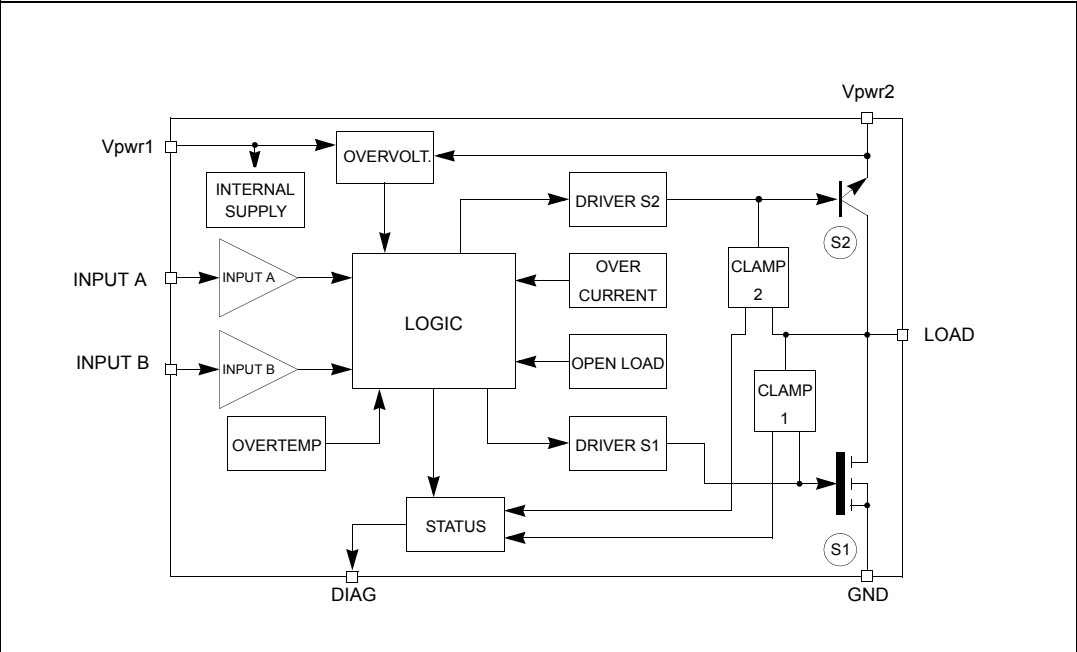 Vpwr2
Vpwr1
OVERVOLT.
INTERNAL
SUPPLY
DRIVER S2
S2
INPUT A
INPUT A
LOGIC
OVER
CURRENT
CLAMP
2
LOAD
INPUT B
INPUT B
OPEN LOAD
CLAMP
1
OVERTEMP
DRIVER S1
STATUS
S1
DIAG
GND